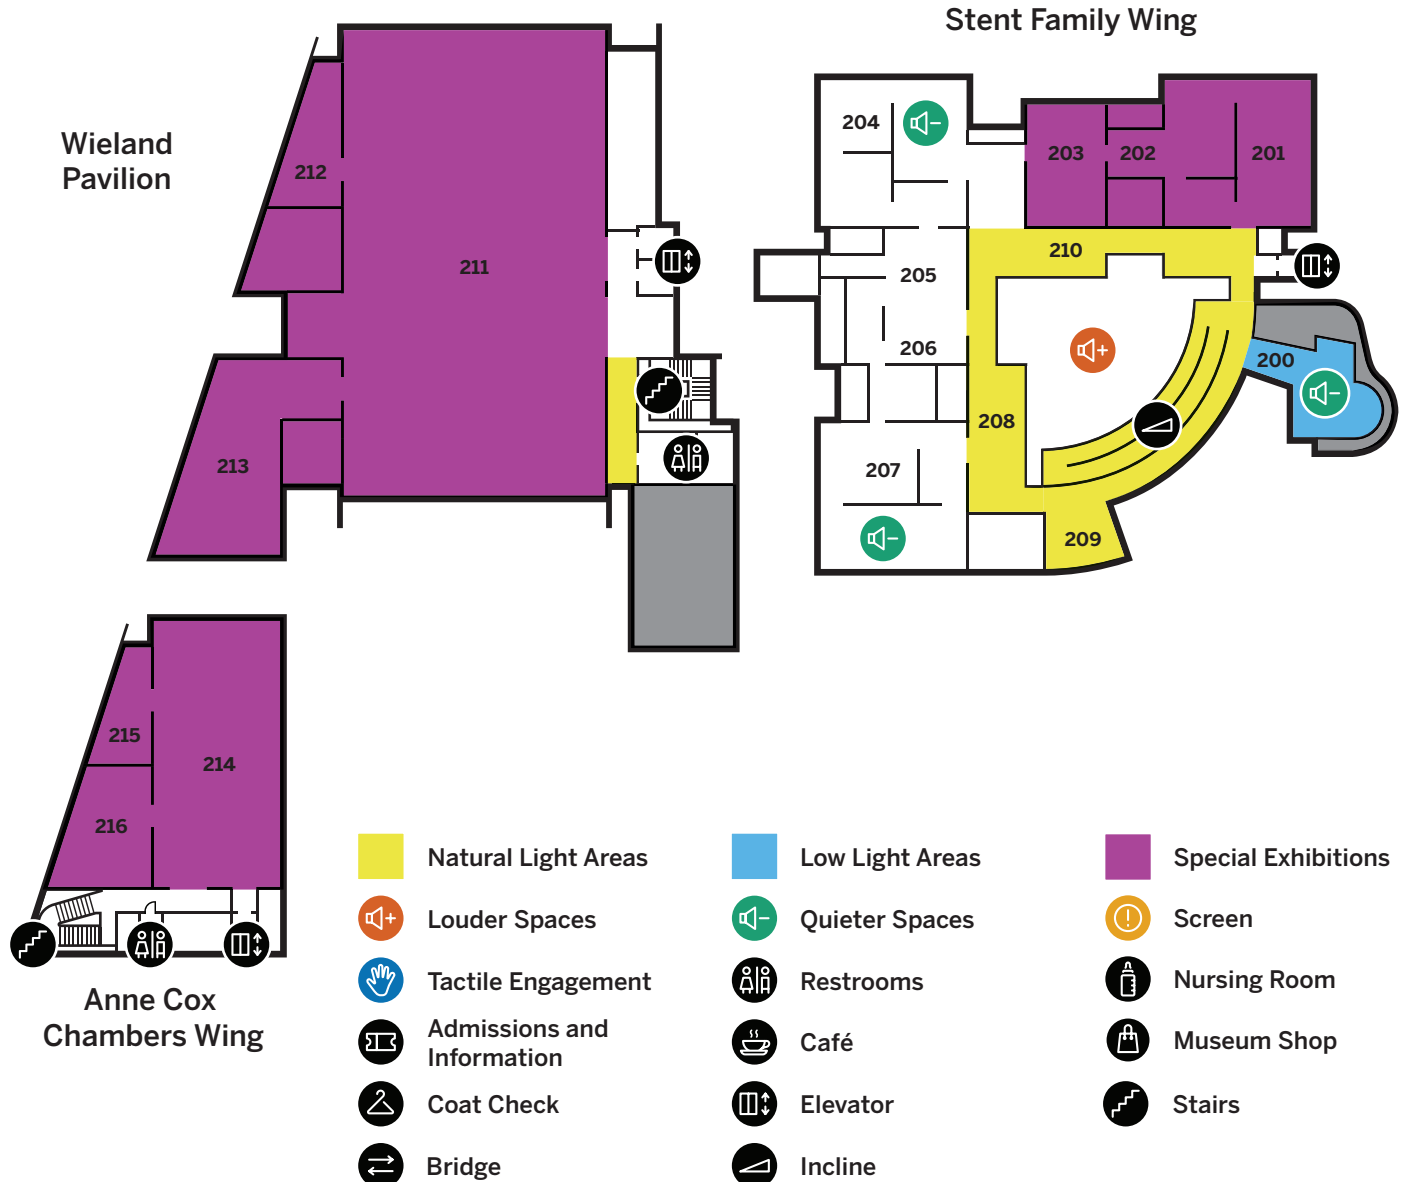 Stent Family Wing
Wieland
Pavilion
204
203
202
201
212
210
211
205
206
200
208
213
207
209
215
214
216
Anne Cox
Chambers Wing
Natural Light Areas
Low Light Areas
Special Exhibitions
Louder Spaces
Quieter Spaces
Screen
Tactile Engagement
Restrooms
Nursing Room
Admissions and
Information
Café
Museum Shop
Coat Check
Elevator
Stairs
Bridge
Incline